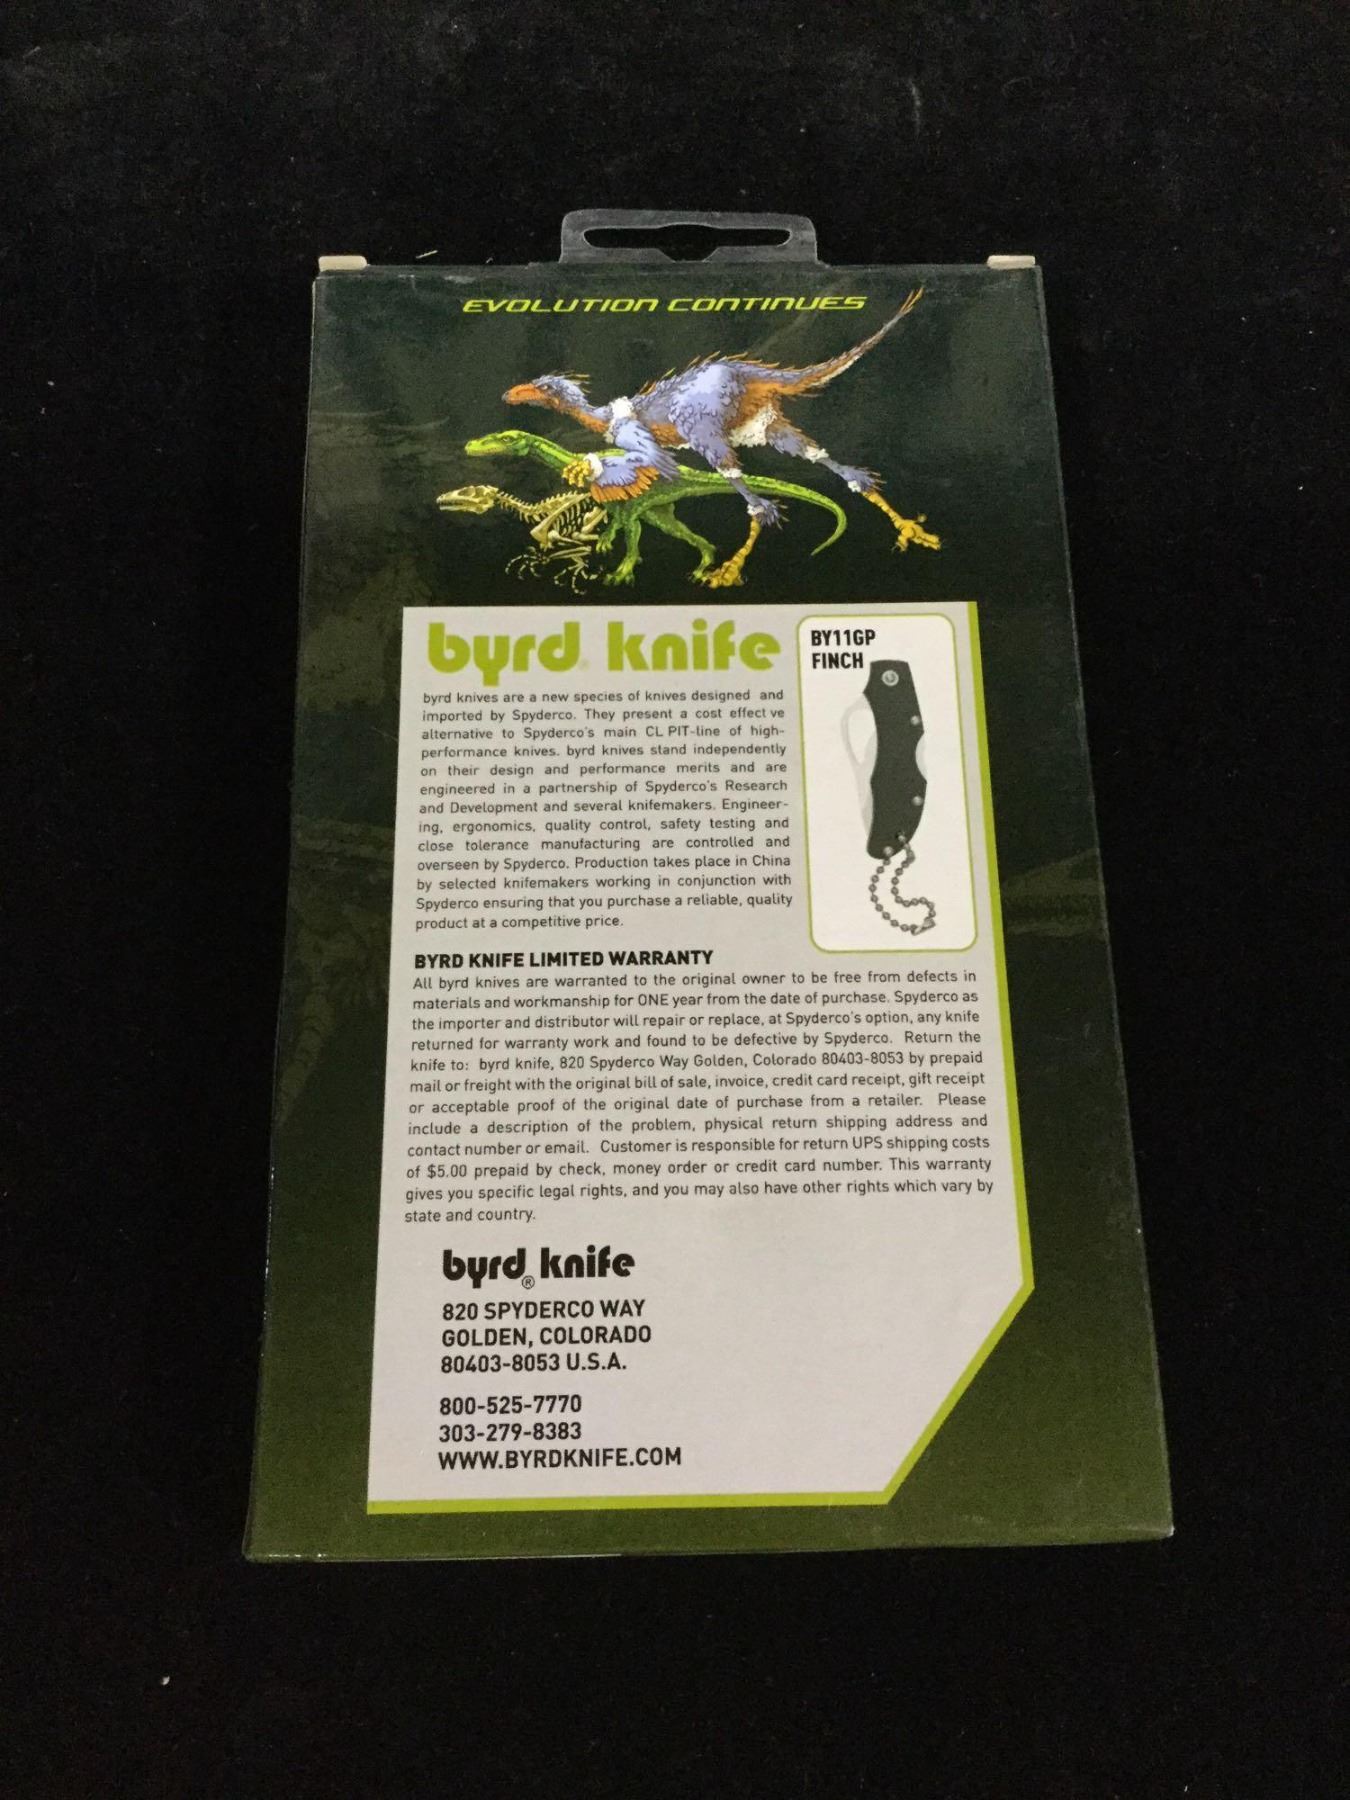 EVOLUTION CONTINUES
byrd knife
BY11GP
FINCH
byrd knives are a new species of knives designed and
imported by Spyderco. They present a cost effect ve
alternative to Spyderco's main CL PIT-line of high-
performance knives. byrd knives stand independently
on their design and performance merits and are
engineered in a partnership of Spyderco's Research
and Development and several knifemakers. Engineer-
ing, ergonomics, quality control, safety testing and
close tolerance manufacturing are controlled and
overseen by Spyderco. Production takes place in China
by selected knifemakers working in conjunction with
Spyderco ensuring that you purchase a reliable, quality
product at a competitive price.
BYRD KNIFE LIMITED WARRANTY
All byrd knives are warranted to the original owner to be free from defects in
materials and workmanship for ONE year from the date of purchase. Spyderco as
the importer and distributor will repair or replace, at Spyderco's option, any knife
returned for warranty work and found to be defective by Spyderco. Return the
knife to: byrd knife, 820 Spyderco Way Golden, Colorado 80403-8053 by prepaid
mail or freight with the original bill of sale, invoice, credit card receipt, gift receipt
or acceptable proof of the original date of purchase from a retailer. Please
include a description of the problem, physical return shipping address and
contact number or email. Customer is responsible for return UPS shipping costs
of $5.00 prepaid by check, money order or credit card number. This warranty
gives you specific legal rights, and you may also have other rights which vary by
state and country.
byrd® knife
820 SPYDERCO WAY
GOLDEN, COLORADO
80403-8053 U.S.A.
800-525-7770
303-279-8383
WWW.BYRDKNIFE.COM